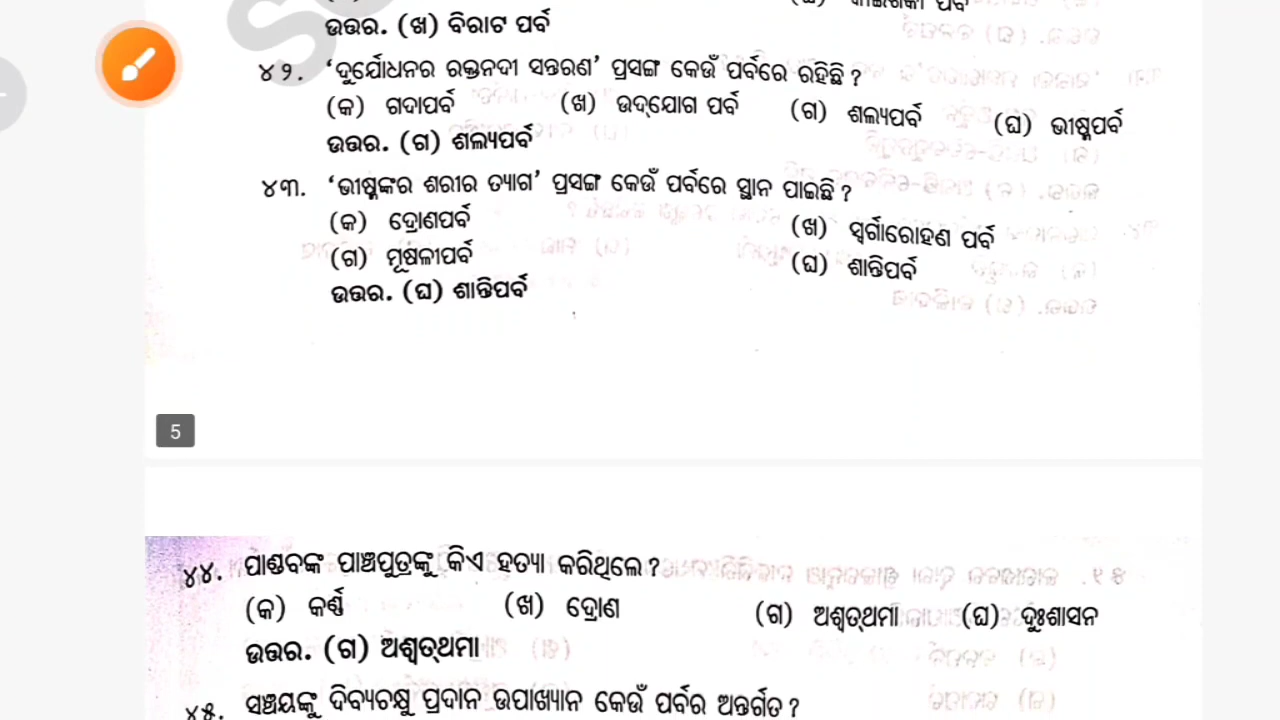 ଉତ୍ତର. (ଖ) ବିରାଟ ପର୍ବ
୪୨. ‘ଦୁର୍ଯୋଧନର ରକ୍ତନଦୀ ସନ୍ତରଣ’ ପ୍ରସଙ୍ଗ କେଉଁ ପର୍ବରେ ରହିଛି ?
(କ) ଗଦାପର୍ବ (ଖ) ଉଦ୍‌ଯୋଗ ପର୍ବ (ଗ) ଶଲ୍ୟପର୍ବ (ଘ) ଭୀଷ୍ମପର୍ବ
ଉତ୍ତର. (ଗ) ଶଲ୍ୟପର୍ବ
୪୩. ‘ଭୀଷ୍ମଙ୍କର ଶରୀର ତ୍ୟାଗ’ ପ୍ରସଙ୍ଗ କେଉଁ ପର୍ବରେ ସ୍ଥାନ ପାଇଛି ?
(କ) ଦ୍ରୋଣପର୍ବ (ଖ) ସ୍ୱର୍ଗାରୋହଣ ପର୍ବ
(ଗ) ମୂଷଳୀପର୍ବ (ଘ) ଶାନ୍ତିପର୍ବ
ଉତ୍ତର. (ଘ) ଶାନ୍ତିପର୍ବ
5
୪୪. ପାଣ୍ଡବଙ୍କ ପାଞ୍ଚପୁତ୍ରଙ୍କୁ କିଏ ହତ୍ୟା କରିଥିଲେ ?
(କ) କର୍ଣ୍ଣ (ଖ) ଦ୍ରୋଣ (ଗ) ଅଶ୍ୱତ୍‌ଥମା (ଘ) ଦୁଃଶାସନ
ଉତ୍ତର. (ଗ) ଅଶ୍ୱତ୍‌ଥମା
୪୫. ସଞ୍ଜୟଙ୍କୁ ଦିବ୍ୟଚକ୍ଷୁ ପ୍ରଦାନ ଉପାଖ୍ୟାନ କେଉଁ ପର୍ବର ଅନ୍ତର୍ଗତ ?